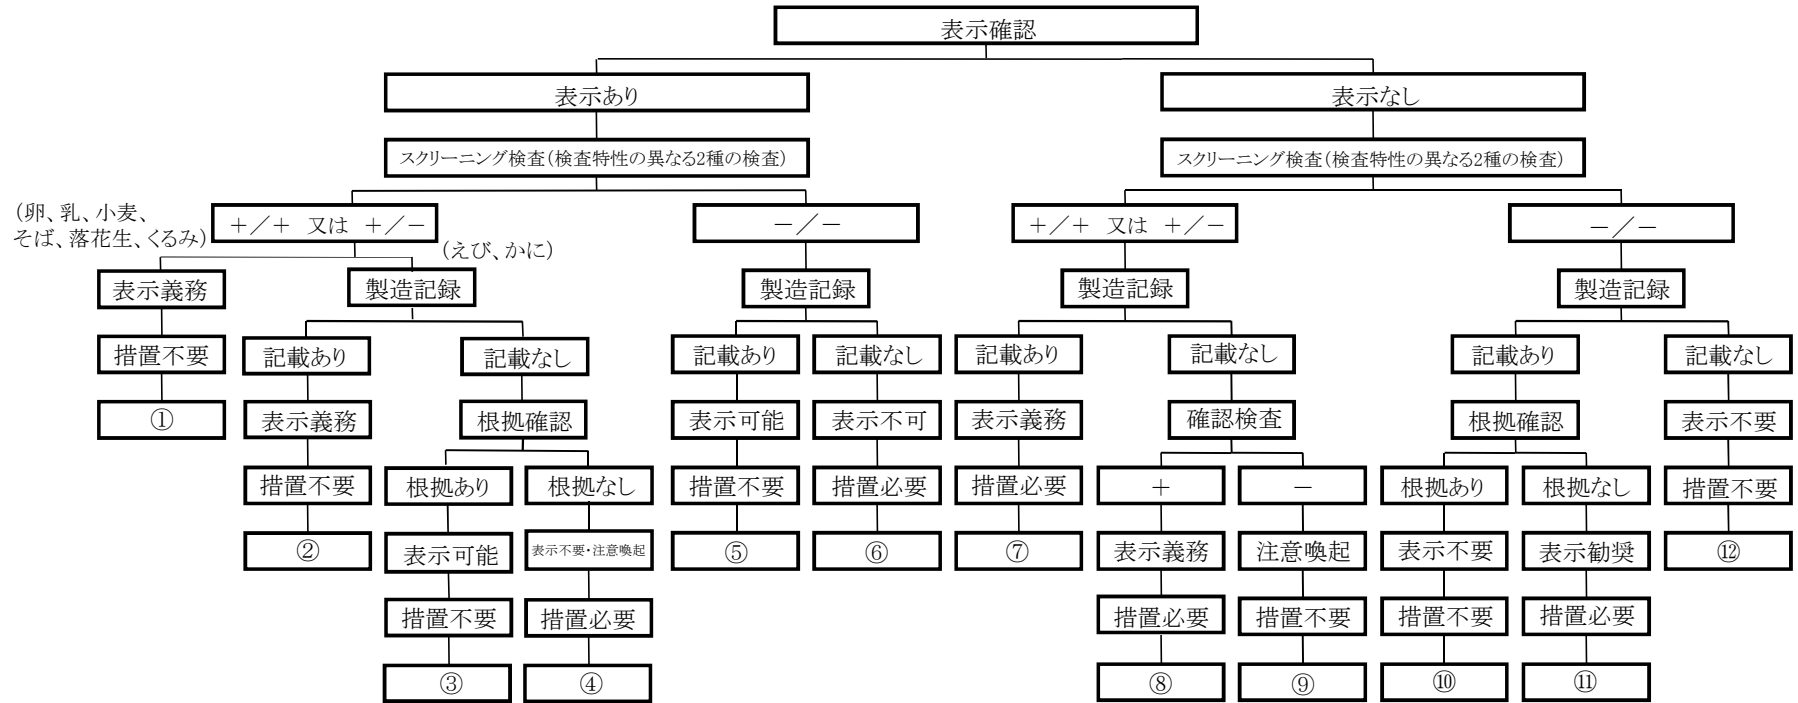 表示確認
表示あり
表示なし
スクリーニング検査(検査特性の異なる2種の検査)
スクリーニング検査(検査特性の異なる2種の検査)
(卵、乳、小麦、
そば、落花生、くるみ)
+/+ 又は +/-
(えび、かに)
-/-
+/+ 又は +/-
-/-
表示義務
製造記録
製造記録
製造記録
製造記録
措置不要
記載あり
記載なし
記載あり
記載なし
記載あり
記載なし
記載あり
記載なし
①
表示義務
根拠確認
表示可能
表示不可
表示義務
確認検査
根拠確認
表示不要
措置不要
根拠あり
根拠なし
措置不要
措置必要
措置必要
+
-
根拠あり
根拠なし
措置不要
②
表示可能
表示不要・注意喚起
⑤
⑥
⑦
表示義務
注意喚起
表示不要
表示勧奨
⑫
措置不要
措置必要
措置必要
措置不要
措置不要
措置必要
③
④
⑧
⑨
⑩
⑪